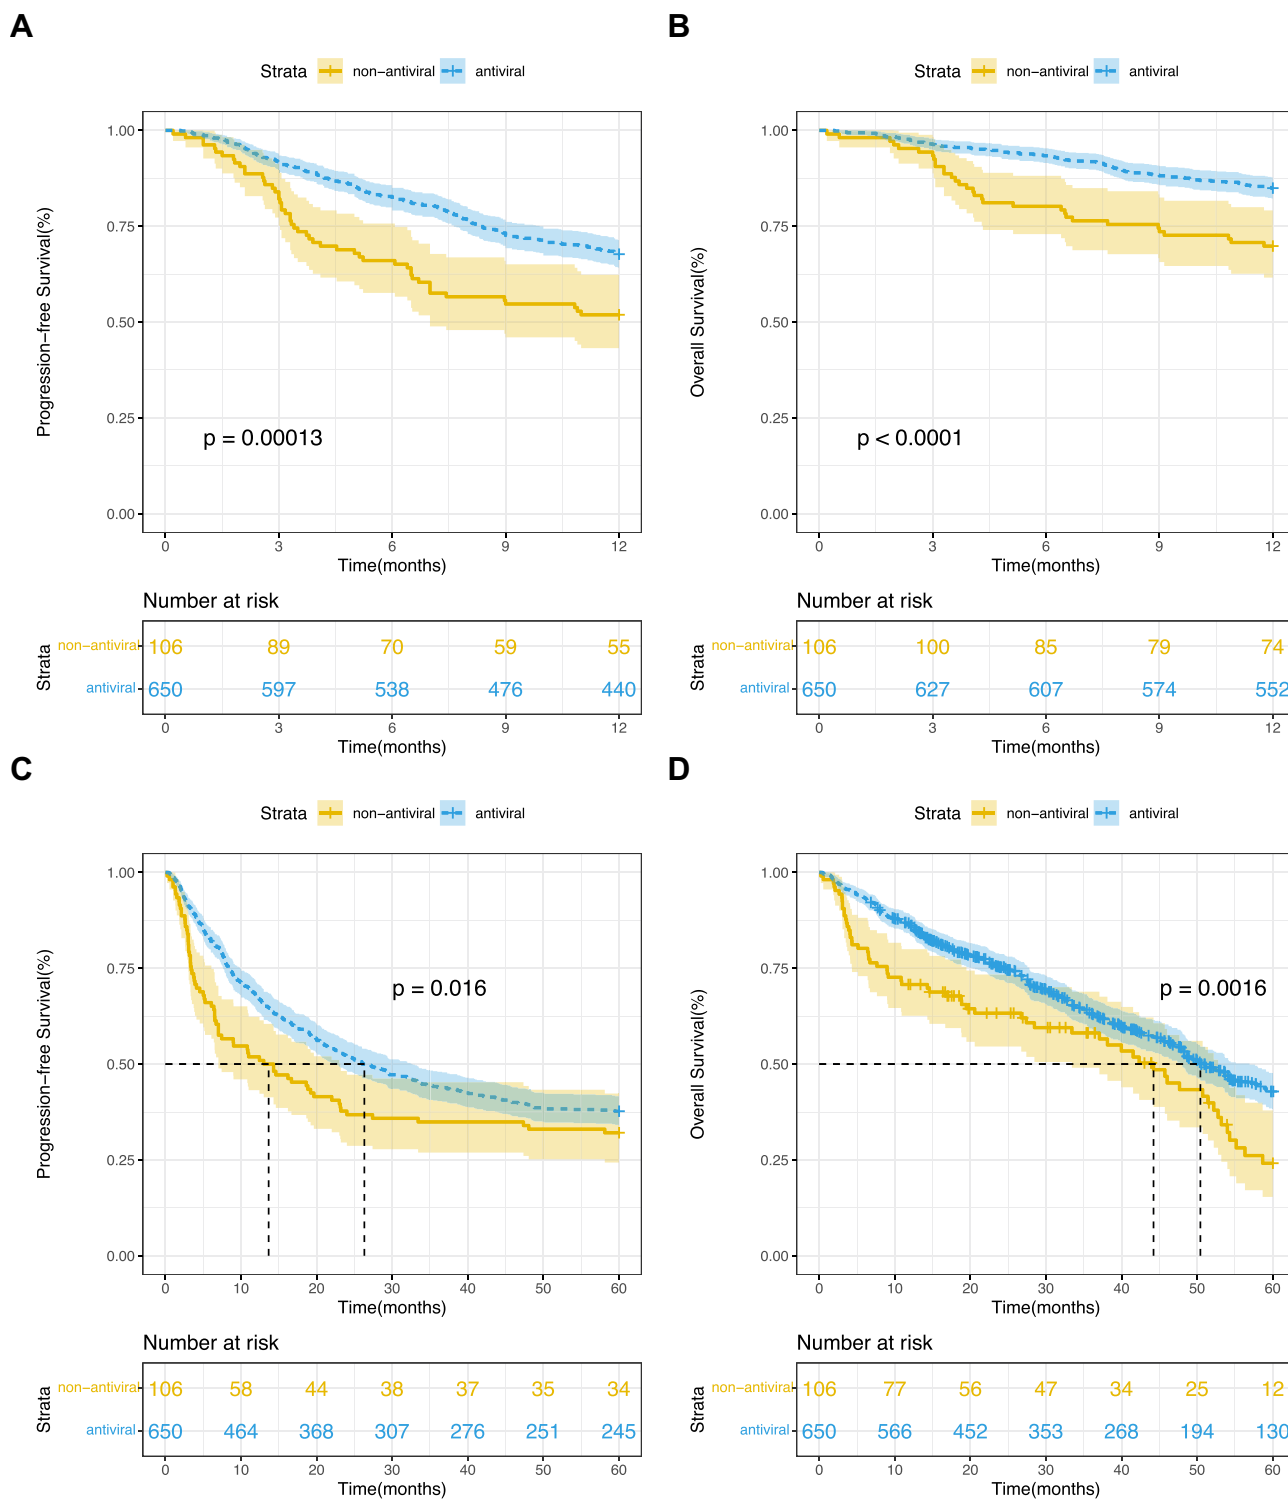 A
Strata non−antiviral antiviral
Progression−free Survival(%)
1.00
0.75
0.50
0.25
0.00
p = 0.00013
0 3 6 9 12
Time(months)
Number at risk
Strata
non−antiviral 106 89 70 59 55
antiviral 650 597 538 476 440
0 3 6 9 12
Time(months)
B
Strata non−antiviral antiviral
Overall Survival(%)
1.00
0.75
0.50
0.25
0.00
p < 0.0001
0 3 6 9 12
Time(months)
Number at risk
Strata
non−antiviral 106 100 85 79 74
antiviral 650 627 607 574 552
0 3 6 9 12
Time(months)
C
Strata non−antiviral antiviral
Progression−free Survival(%)
1.00
0.75
0.50
0.25
0.00
p = 0.016
0 10 20 30 40 50 60
Time(months)
Number at risk
Strata
non−antiviral 106 58 44 38 37 35 34
antiviral 650 464 368 307 276 251 245
0 10 20 30 40 50 60
Time(months)
D
Strata non−antiviral antiviral
Overall Survival(%)
1.00
0.75
0.50
0.25
0.00
p = 0.0016
0 10 20 30 40 50 60
Time(months)
Number at risk
Strata
non−antiviral 106 77 56 47 34 25 12
antiviral 650 566 452 353 268 194 130
0 10 20 30 40 50 60
Time(months)